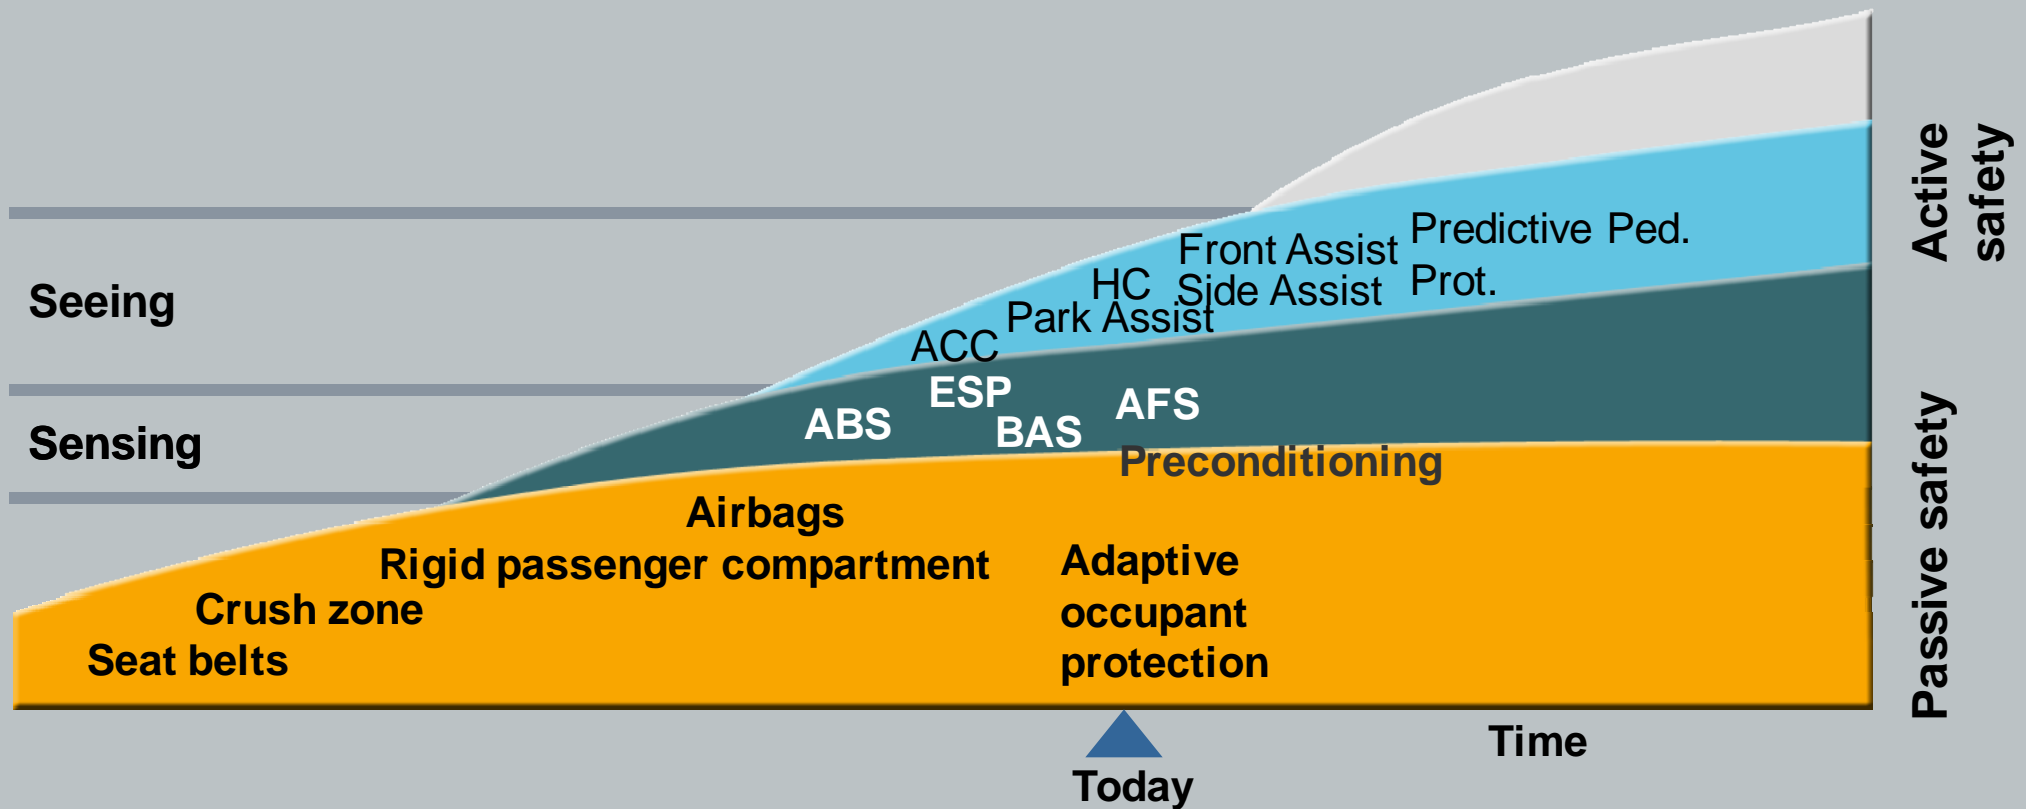 Active
safety
Predictive Ped.
Prot.
Front Assist
Side Assist
HC
Park Assist
ACC
Seeing
ESP
ABS
BAS
AFS
Sensing
Preconditioning
Airbags
Rigid passenger compartment
Adaptive
occupant
protection
Crush zone
Seat belts
Passive safety
Time
Today